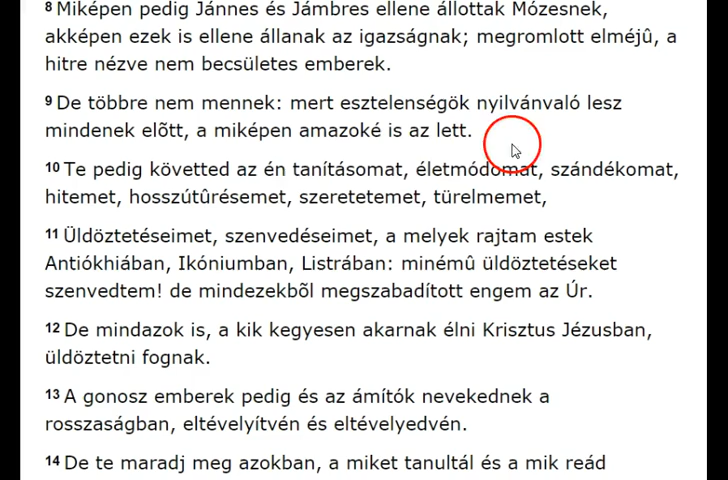 8 Miképen pedig Jánnes és Jámbres ellene állottak Mózesnek,
akképen ezek is ellene állanak az igazságnak; megromlott elméjû, a
hitre nézve nem becsületes emberek.
9 De többre nem mennek: mert esztelenségök nyilvánvaló lesz
mindenek elõtt, a miképen amazoké is az lett.
10 Te pedig követted az én tanításomat, életmódomat, szándékomat,
hitemet, hosszútûrésemet, szeretetemet, türelmemet,
11 Üldöztetéseimet, szenvedéseimet, a melyek rajtam estek
Antiókhiában, Ikóniumban, Listrában: minémû üldöztetéseket
szenvedtem! de mindezekbõl megszabadított engem az Úr.
12 De mindazok is, a kik kegyesen akarnak élni Krisztus Jézusban,
üldöztetni fognak.
13 A gonosz emberek pedig és az ámítók nevekednek a
rosszaságban, eltévelyítvén és eltévelyedvén.
14 De te maradj meg azokban, a miket tanultál és a mik reád